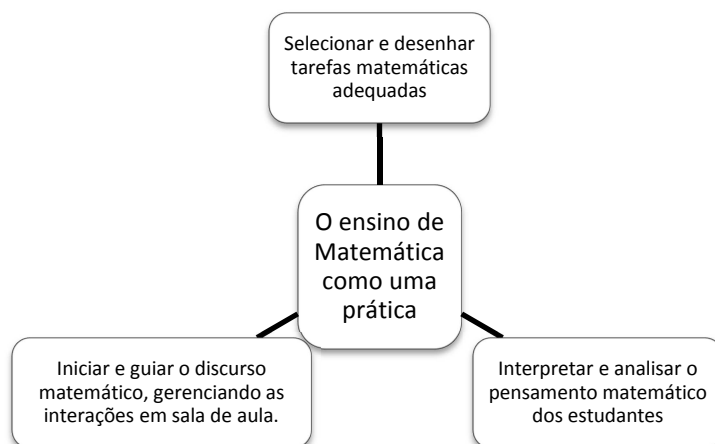 Selecionar e desenhar
tarefas matemáticas
adequadas
O ensino de
Matemática
como uma
prática
Iniciar e guiar o discurso
matemático, gerenciando as
interações em sala de aula.
Interpretar e analisar o
pensamento matemático
dos estudantes